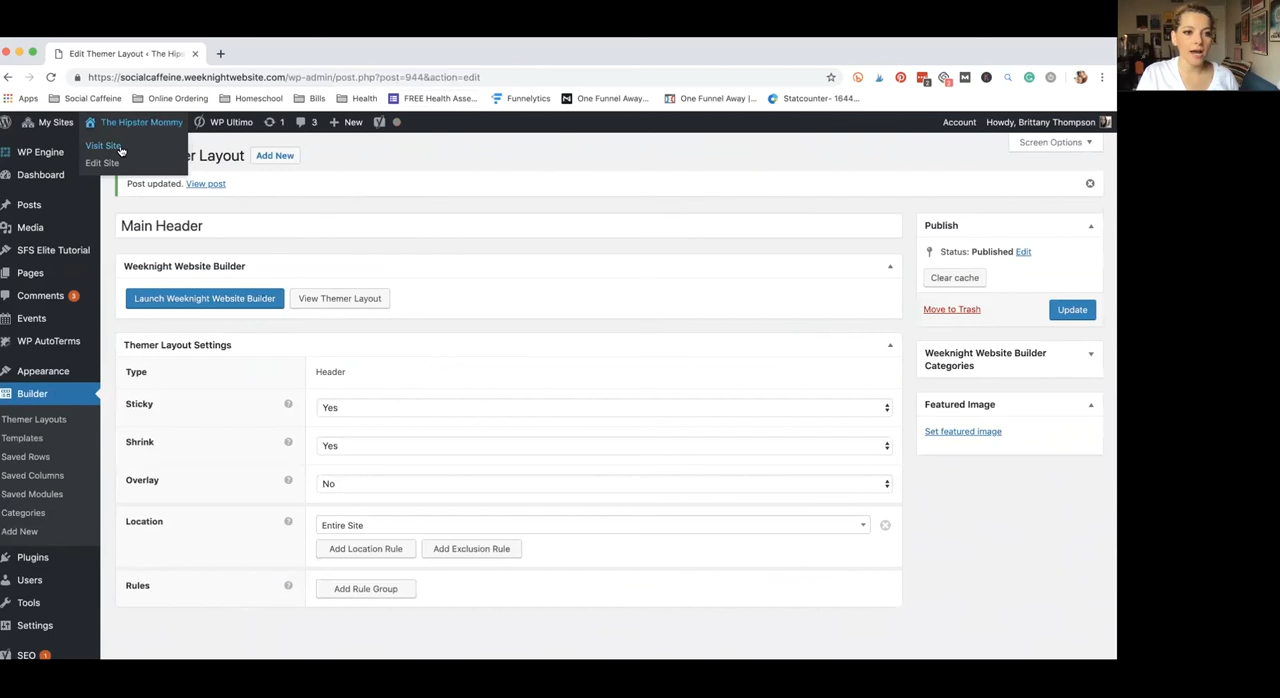 Edit Themer Layout ‹ The Hips
https://socialcaffeine.weeknightwebsite.com/wp-admin/post.php?post=944&action=edit
Apps Social Caffeine Online Ordering Homeschool Bills Health FREE Health Asse... Funnelytics One Funnel Away... One Funnel Away |... Statcounter- 1644...
My Sites The Hipster Mommy WP Ultimo 1 3 New Account Howdy, Brittany Thompson
Visit Site
Edit Site
Screen Options
er Layout Add New
Post updated. View post
WP Engine
Dashboard
Posts
Media
SFS Elite Tutorial
Pages
Comments 3
Events
WP AutoTerms
Appearance
Builder
Themer Layouts
Templates
Saved Rows
Saved Columns
Saved Modules
Categories
Add New
Plugins
Users
Tools
Settings
SEO 1
Main Header
Weeknight Website Builder
Launch Weeknight Website Builder View Themer Layout
Themer Layout Settings
Type Header
Sticky Yes
Shrink Yes
Overlay No
Location Entire Site
Add Location Rule Add Exclusion Rule
Rules Add Rule Group
Publish
Status: Published Edit
Clear cache
Move to Trash Update
Weeknight Website Builder
Categories
Featured Image
Set featured image